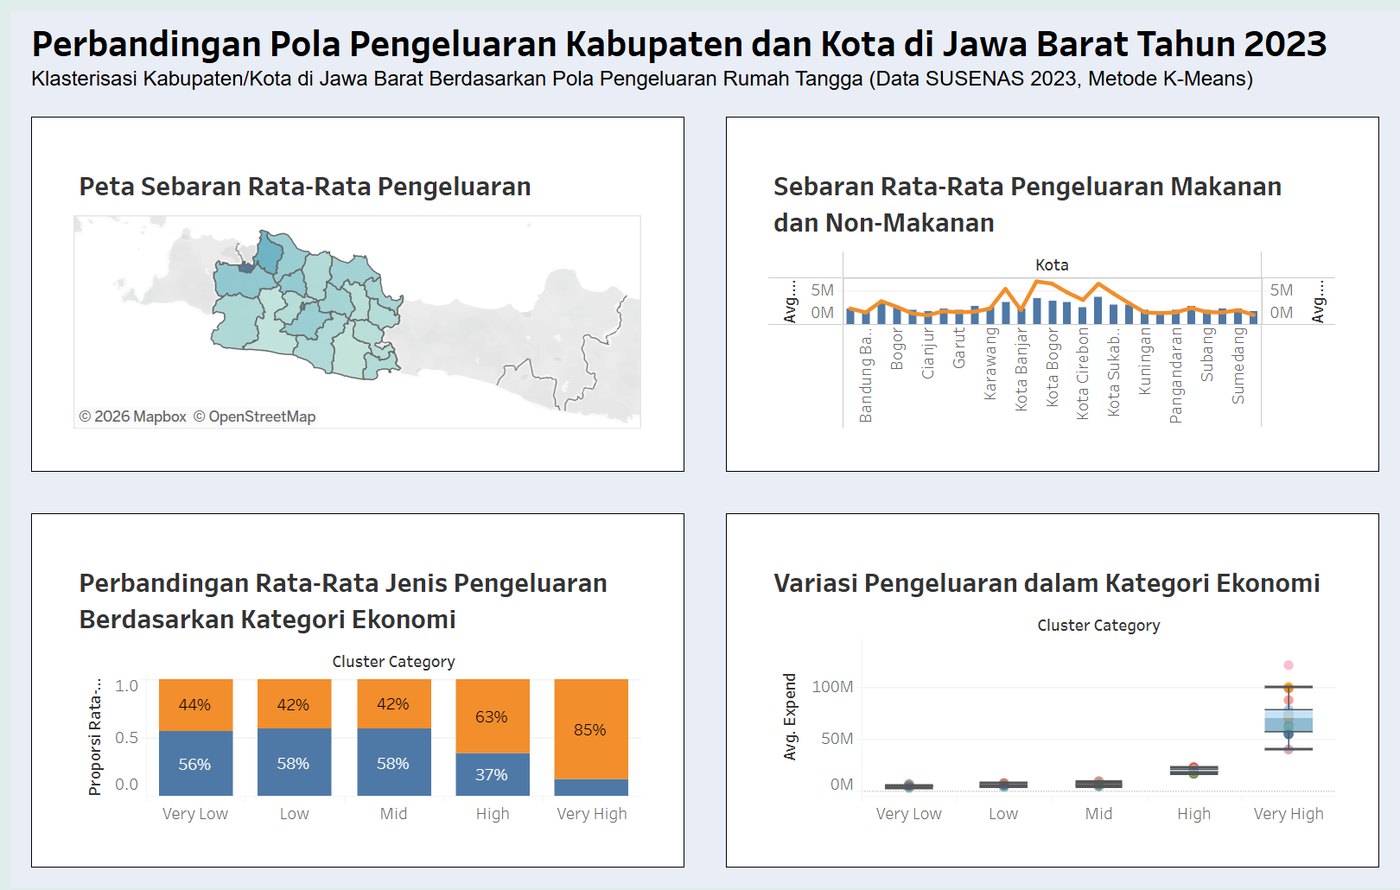 Perbandingan Pola Pengeluaran Kabupaten dan Kota di Jawa Barat Tahun 2023
Klasterisasi Kabupaten/Kota di Jawa Barat Berdasarkan Pola Pengeluaran Rumah Tangga (Data SUSENAS 2023, Metode K-Means)
Peta Sebaran Rata-Rata Pengeluaran
© 2026 Mapbox © OpenStreetMap
Sebaran Rata-Rata Pengeluaran Makanan
dan Non-Makanan
Kota
Avg....
5M
0M
5M
0M
Avg....
Bandung Ba..
Bogor
Cianjur
Garut
Karawang
Kota Banjar
Kota Bogor
Kota Cirebon
Kota Sukab..
Kuningan
Pangandaran
Subang
Sumedang
Perbandingan Rata-Rata Jenis Pengeluaran
Berdasarkan Kategori Ekonomi
Cluster Category
Proporsi Rata-...
1.0
0.5
0.0
44% 42% 42% 63% 85%
56% 58% 58% 37%
Very Low Low Mid High Very High
Variasi Pengeluaran dalam Kategori Ekonomi
Cluster Category
Avg. Expend
100M
50M
0M
Very Low Low Mid High Very High